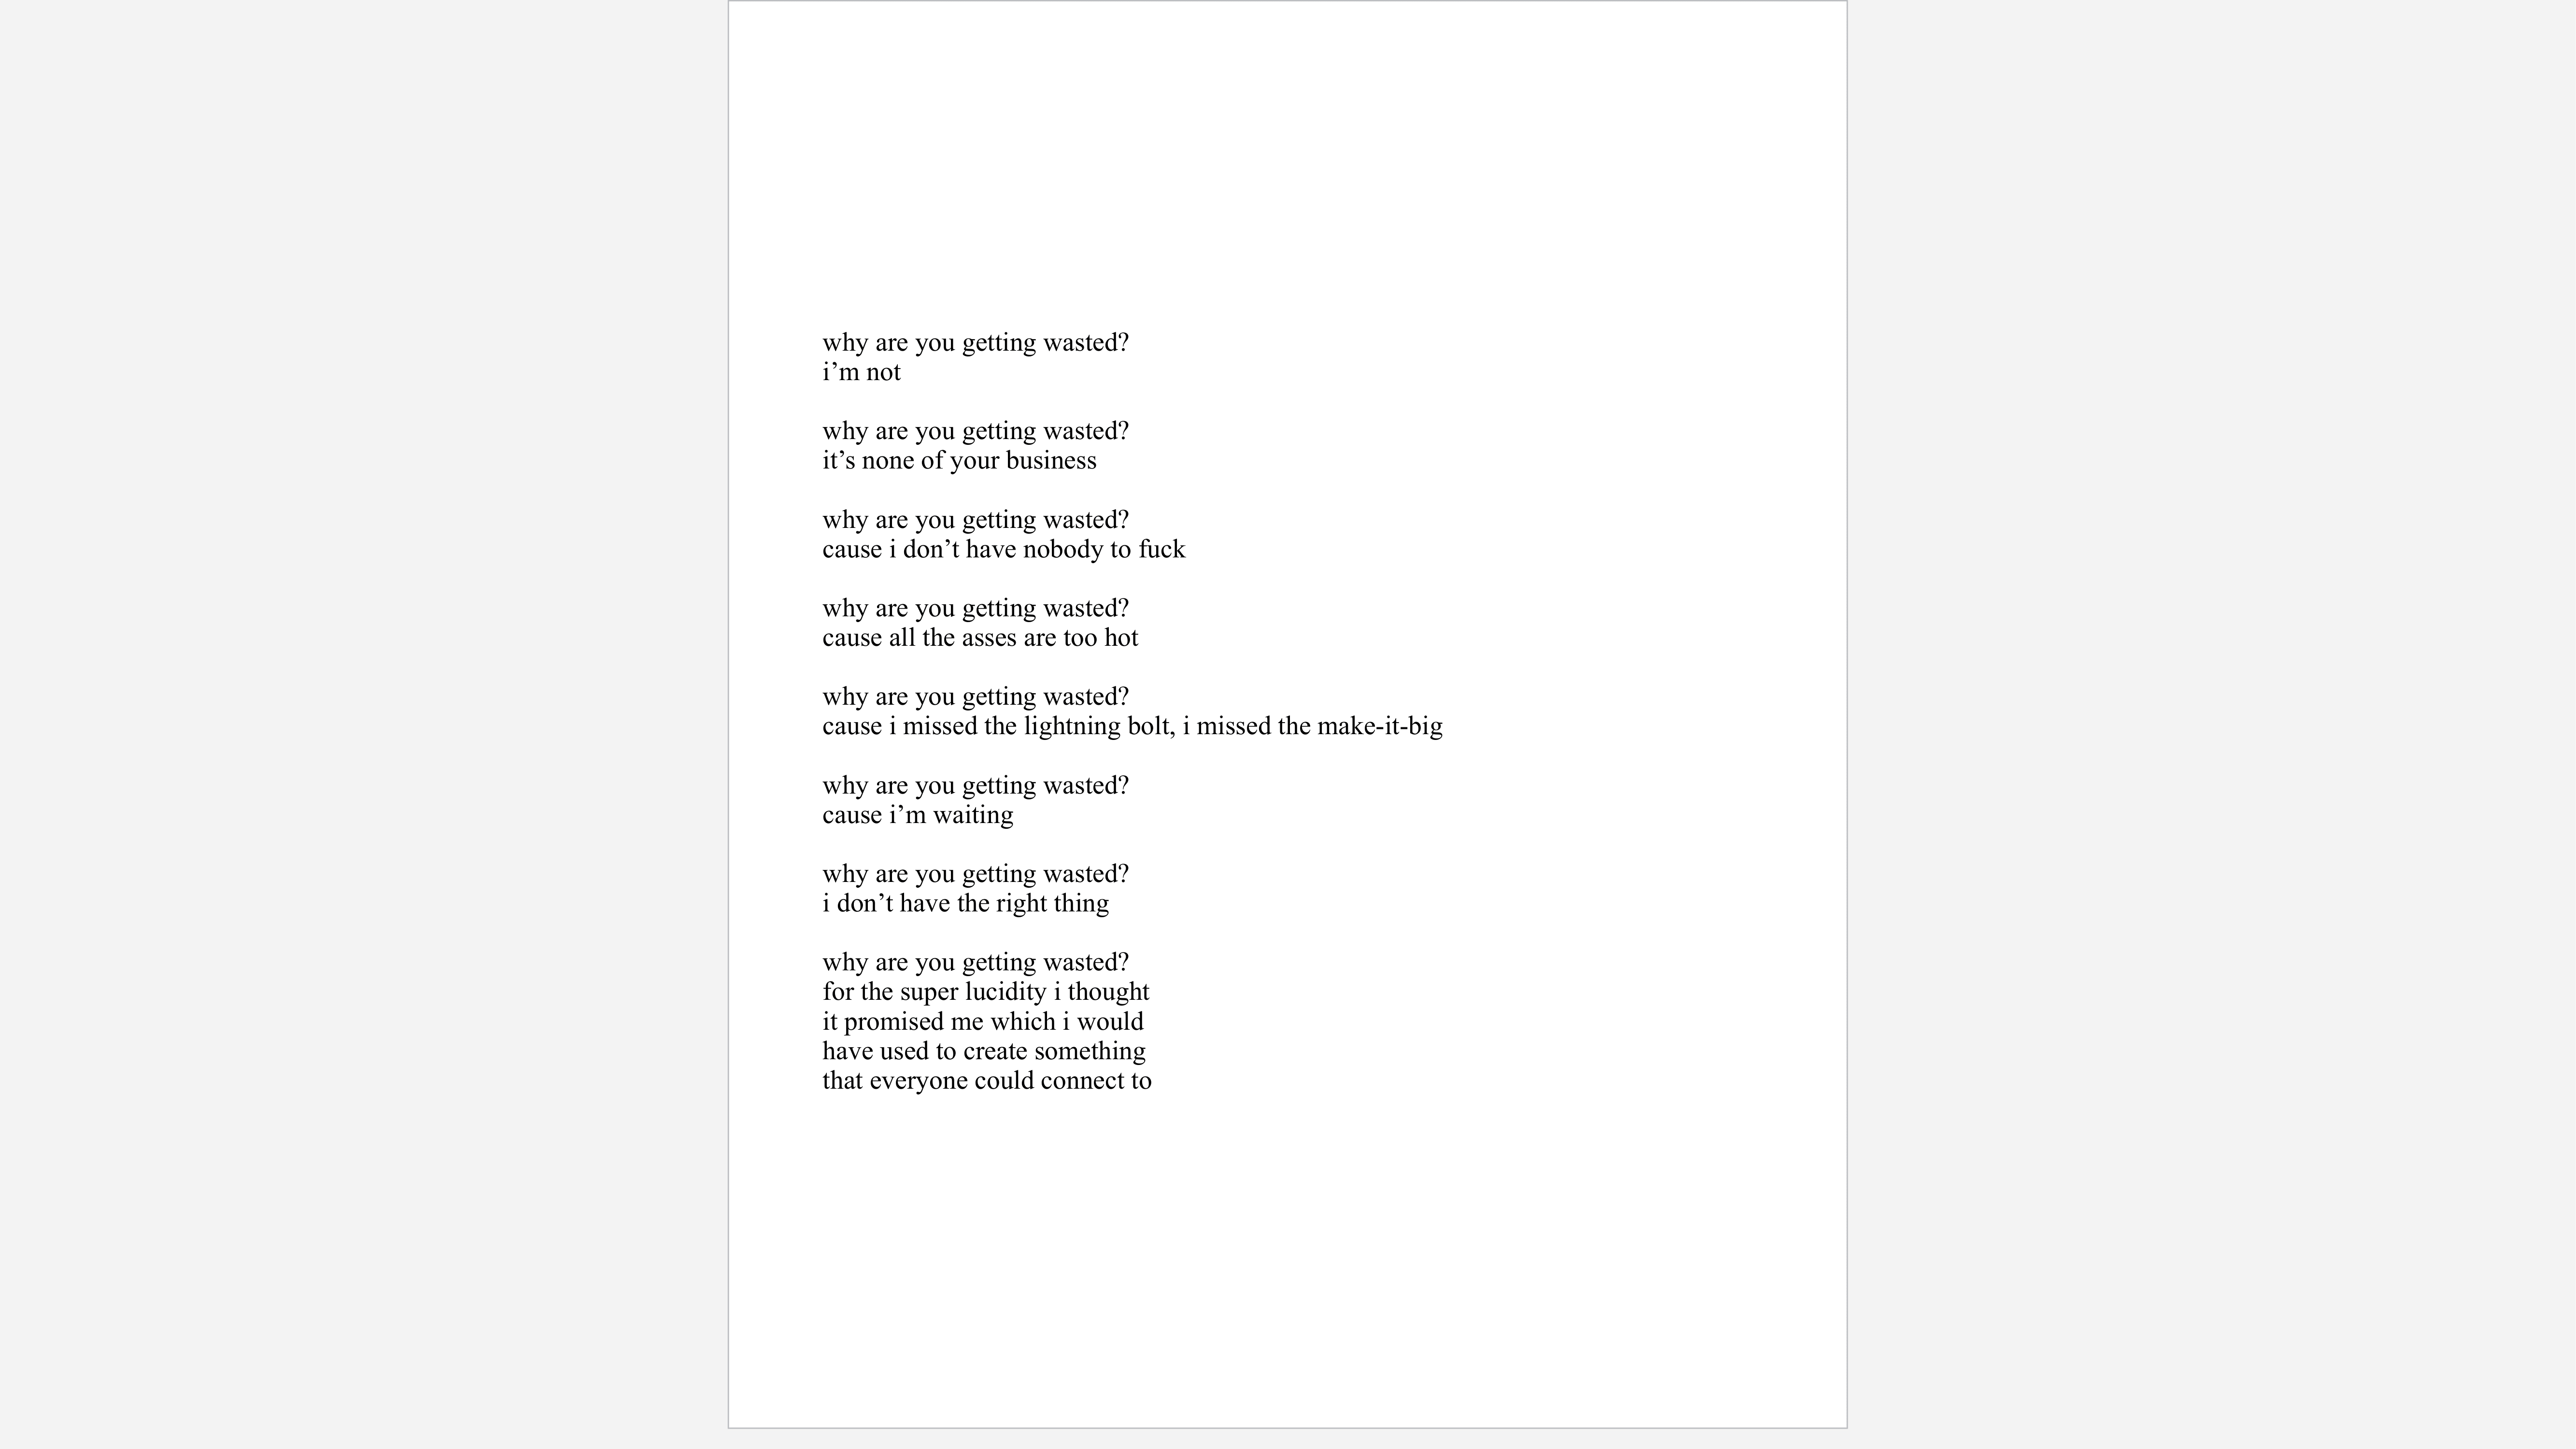 why are you getting wasted?
i’m not
why are you getting wasted?
it’s none of your business
why are you getting wasted?
cause i don’t have nobody to fuck
why are you getting wasted?
cause all the asses are too hot
why are you getting wasted?
cause i missed the lightning bolt, i missed the make-it-big
why are you getting wasted?
cause i’m waiting
why are you getting wasted?
i don’t have the right thing
why are you getting wasted?
for the super lucidity i thought
it promised me which i would
have used to create something
that everyone could connect to